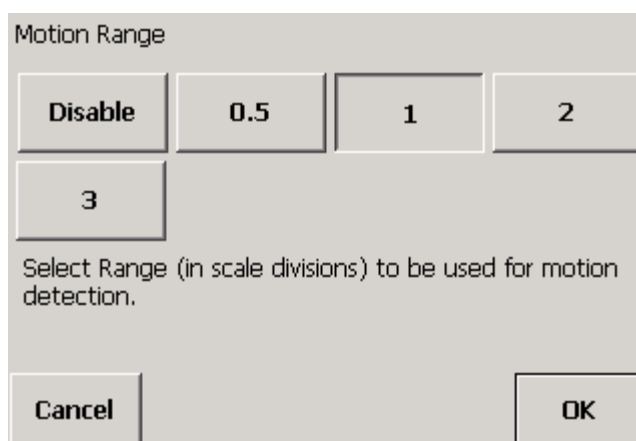 Motion Range
Disable 0.5 1 2
3
Select Range (in scale divisions) to be used for motion
detection.
Cancel OK